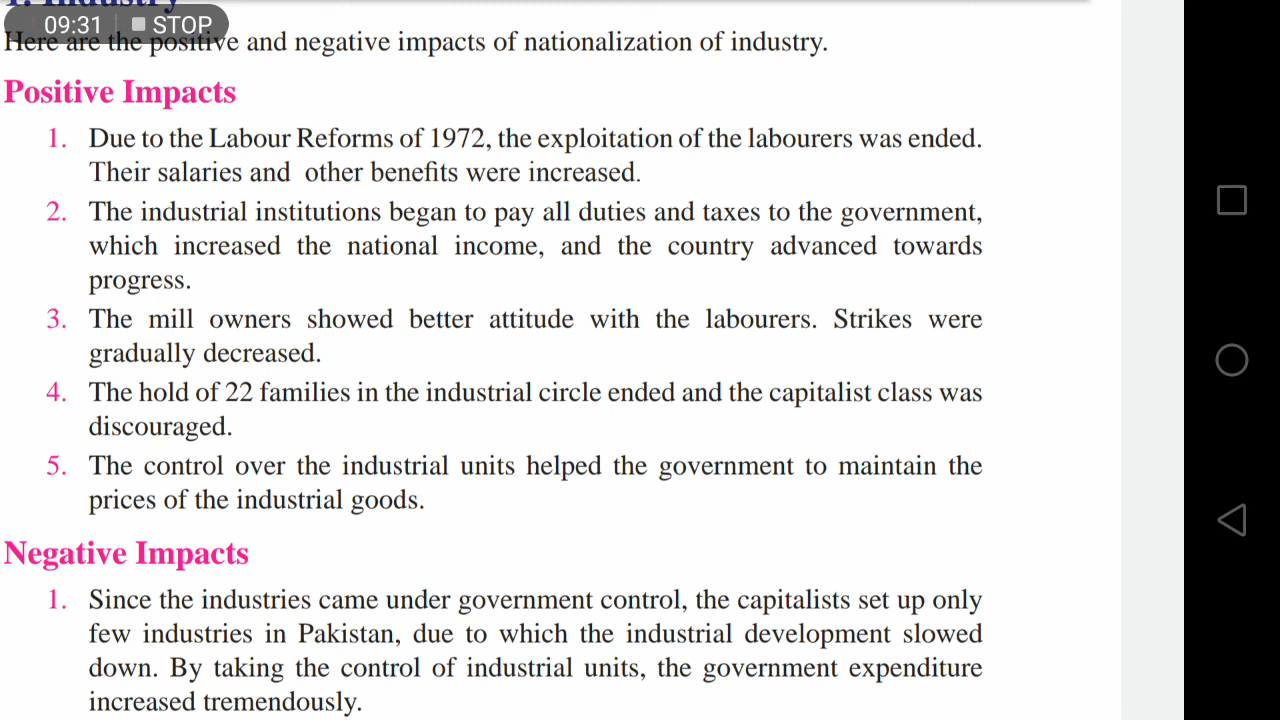 1. Industry
09:31 STOP
Here are the positive and negative impacts of nationalization of industry.
Positive Impacts
1. Due to the Labour Reforms of 1972, the exploitation of the labourers was ended.
Their salaries and other benefits were increased.
2. The industrial institutions began to pay all duties and taxes to the government,
which increased the national income, and the country advanced towards
progress.
3. The mill owners showed better attitude with the labourers. Strikes were
gradually decreased.
4. The hold of 22 families in the industrial circle ended and the capitalist class was
discouraged.
5. The control over the industrial units helped the government to maintain the
prices of the industrial goods.
Negative Impacts
1. Since the industries came under government control, the capitalists set up only
few industries in Pakistan, due to which the industrial development slowed
down. By taking the control of industrial units, the government expenditure
increased tremendously.